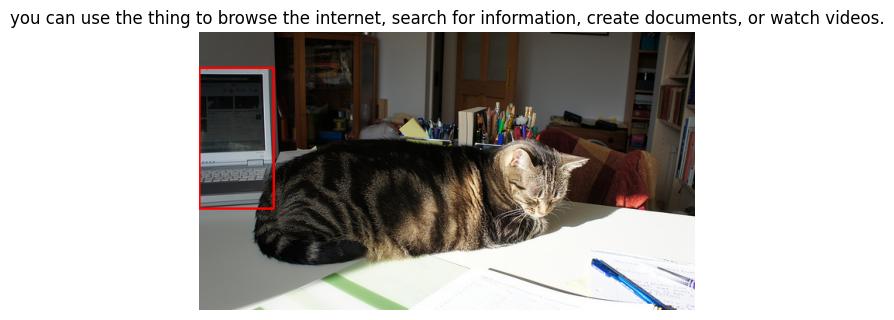 you can use the thing to browse the internet, search for information, create documents, or watch videos.